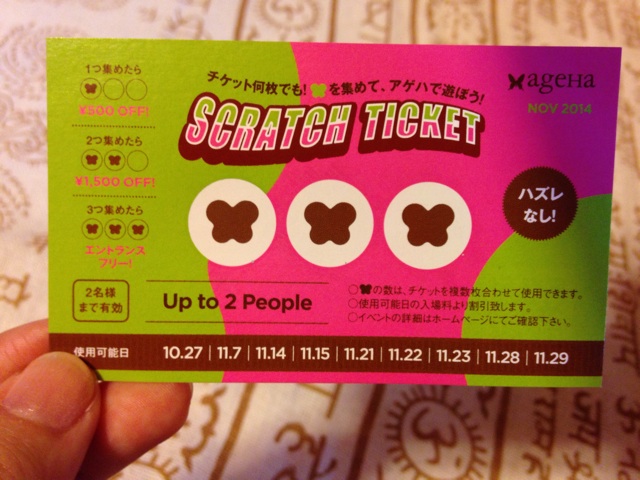 1つ集めたら
¥500 OFF!
2つ集めたら
¥1,500 OFF!
3つ集めたら
エントランス
フリー!
2名様
まで有効
チケット何枚でも! を集めて、アゲハで遊ぼう!
SCRATCH TICKET
ageHa
NOV 2014
ハズレ
なし!
Up to 2 People
○ の数は、チケットを複数枚合わせて使用できます。
○使用可能日の入場料より割引致します。
○イベントの詳細はホームページにてご確認下さい。
使用可能日 10.27 | 11.7 | 11.14 | 11.15 | 11.21 | 11.22 | 11.23 | 11.28 | 11.29